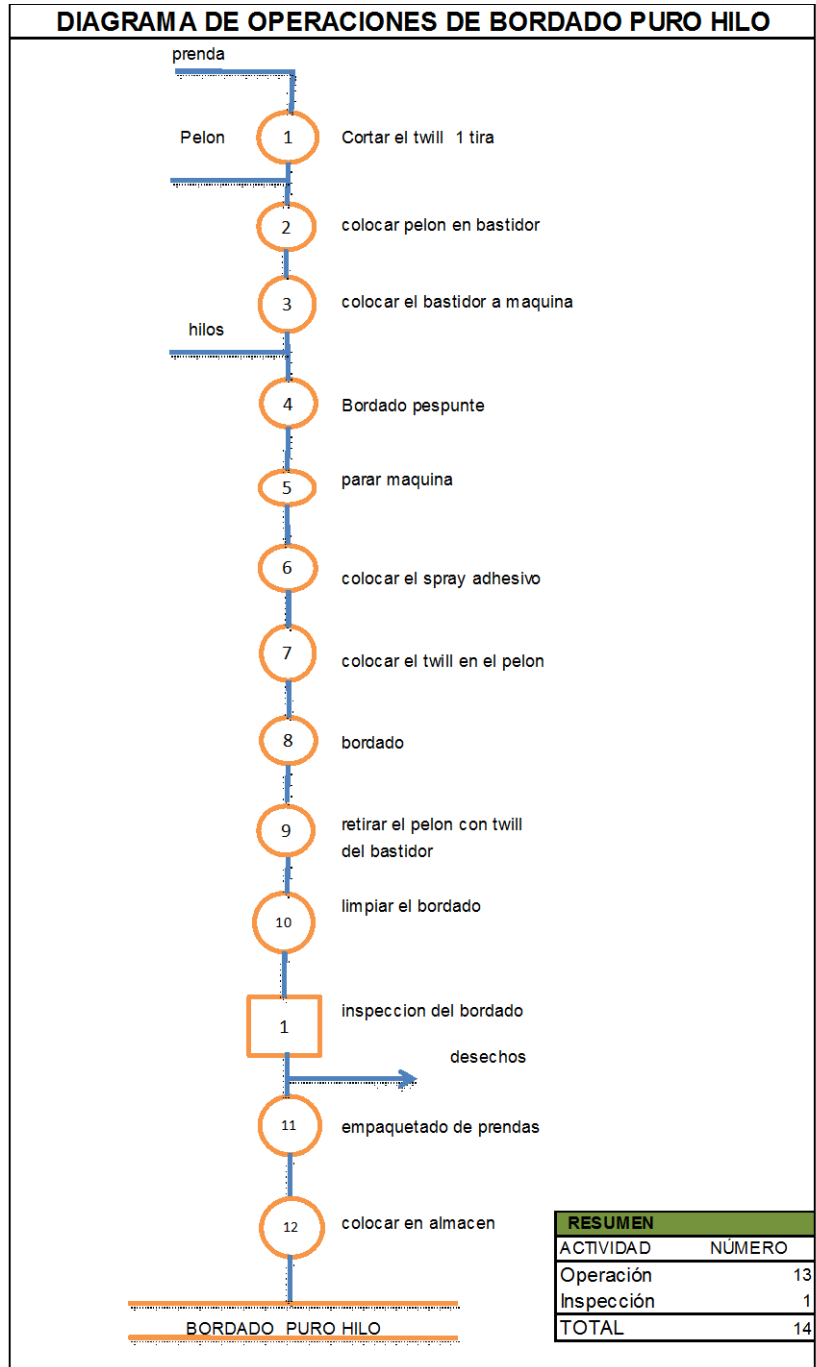 DIAGRAMA DE OPERACIONES DE BORDADO PURO HILO
prenda
Pelon
1
Cortar el twill 1 tira
2
colocar pelon en bastidor
3
colocar el bastidor a maquina
hilos
4
Bordado pespunte
5
parar maquina
6
colocar el spray adhesivo
7
colocar el twill en el pelon
8
bordado
9
retirar el pelon con twill
del bastidor
10
limpiar el bordado
1
inspeccion del bordado
desechos
11
empaquetado de prendas
12
colocar en almacen
BORDADO PURO HILO
RESUMEN
ACTIVIDAD NÚMERO
Operación 13
Inspección 1
TOTAL 14